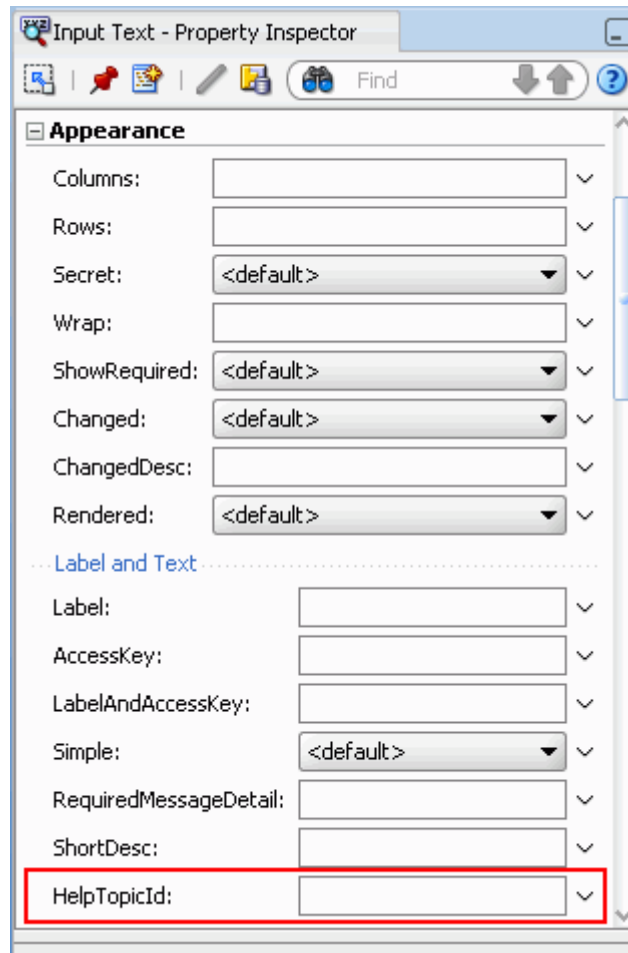 Input Text - Property Inspector
Find
Appearance
Columns:
Rows:
Secret: <default>
Wrap:
ShowRequired: <default>
Changed: <default>
ChangedDesc:
Rendered: <default>
Label and Text
Label:
AccessKey:
LabelAndAccessKey:
Simple: <default>
RequiredMessageDetail:
ShortDesc:
HelpTopicId: